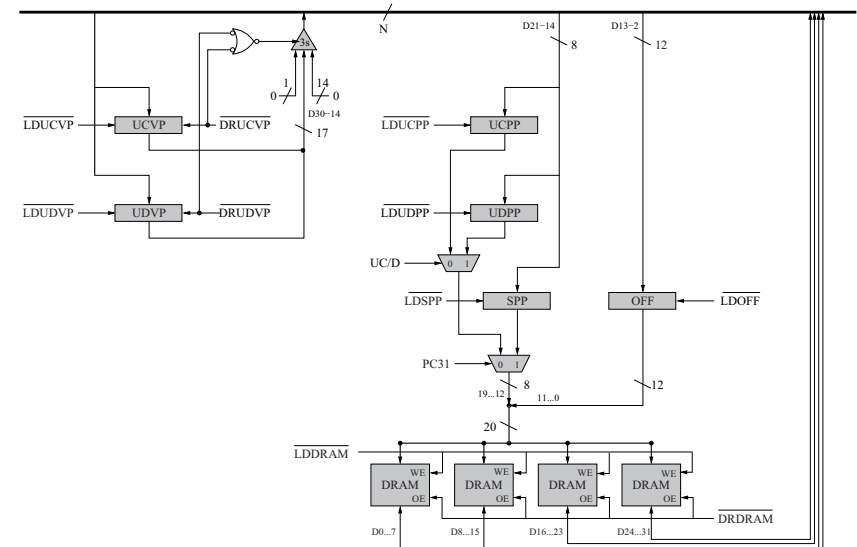 N
D21−14
D13−2
8
12
3s
1
14
0
0
D30−14
17
LDUCVP
UCVP
DRUCVP
LDUCPP
UCPP
LDUDVP
UDVP
DRUDVP
LDUDPP
UDPP
UC/D
0 1
LDSPP
SPP
OFF
LDOFF
PC31
0 1
8
12
19...12
11...0
20
LDDRAM
WE
WE
WE
WE
DRAM
DRAM
DRAM
DRAM
OE
OE
OE
OE
DRDRAM
D0...7
D8...15
D16...23
D24...31